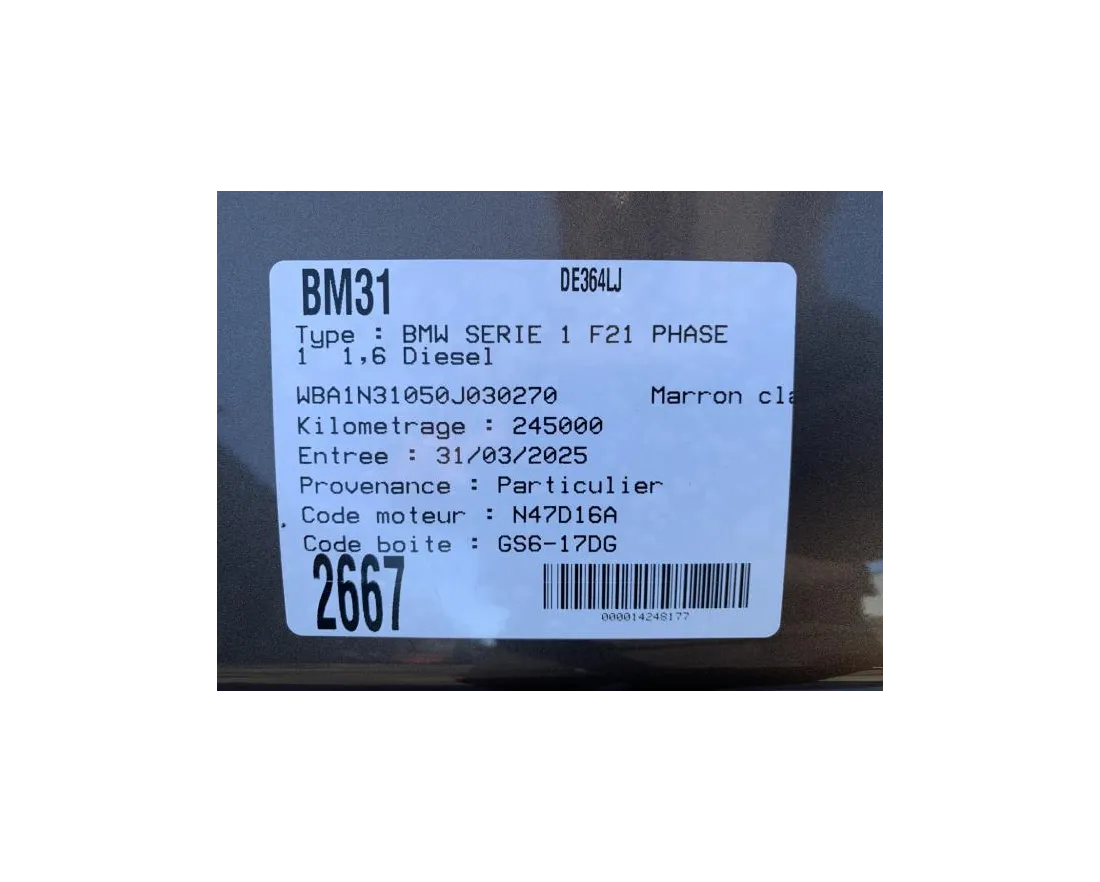 BM31 DE364LJ
Type : BMW SERIE 1 F21 PHASE
1 1,6 Diesel
WBA1N31050J030270 Marron cla
Kilometrage : 245000
Entree : 31/03/2025
Provenance : Particulier
Code moteur : N47D16A
Code boite : GS6-17DG
2667
000014248177